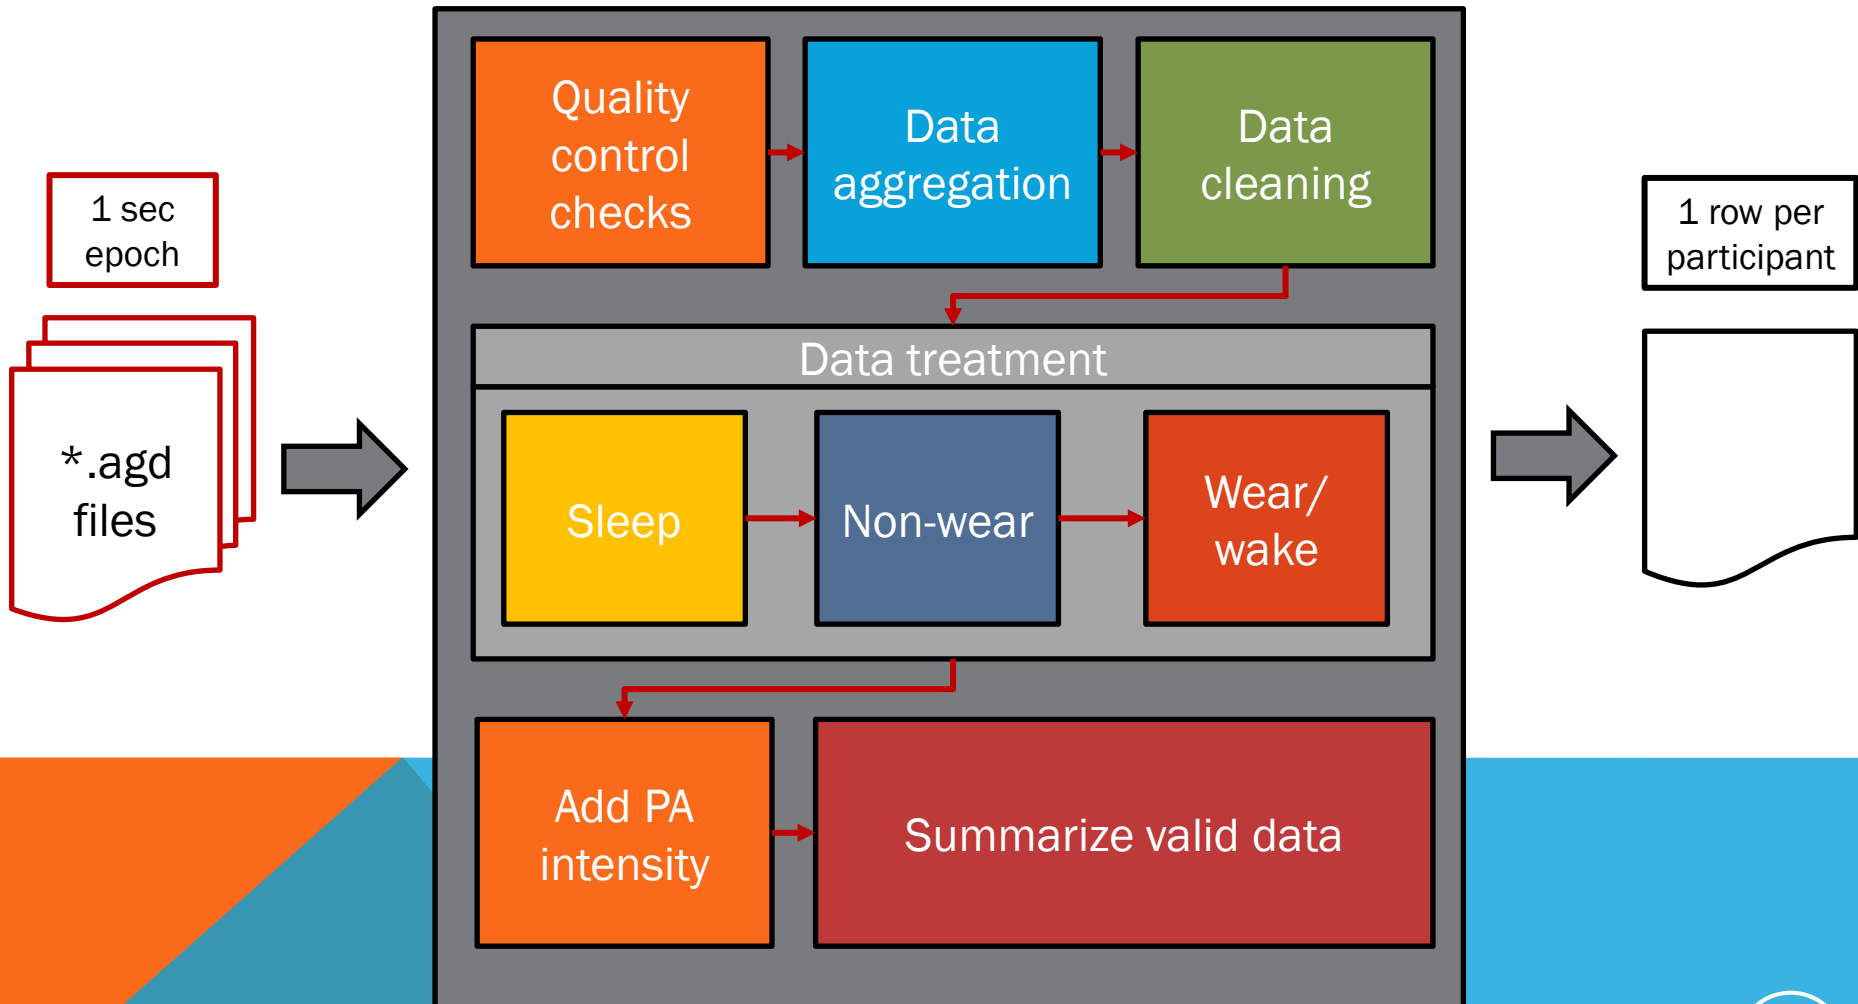 1 sec
epoch
*.agd
files
Quality
control
checks
Data
aggregation
Data
cleaning
Data treatment
Sleep
Non-wear
Wear/
wake
Add PA
intensity
Summarize valid data
1 row per
participant